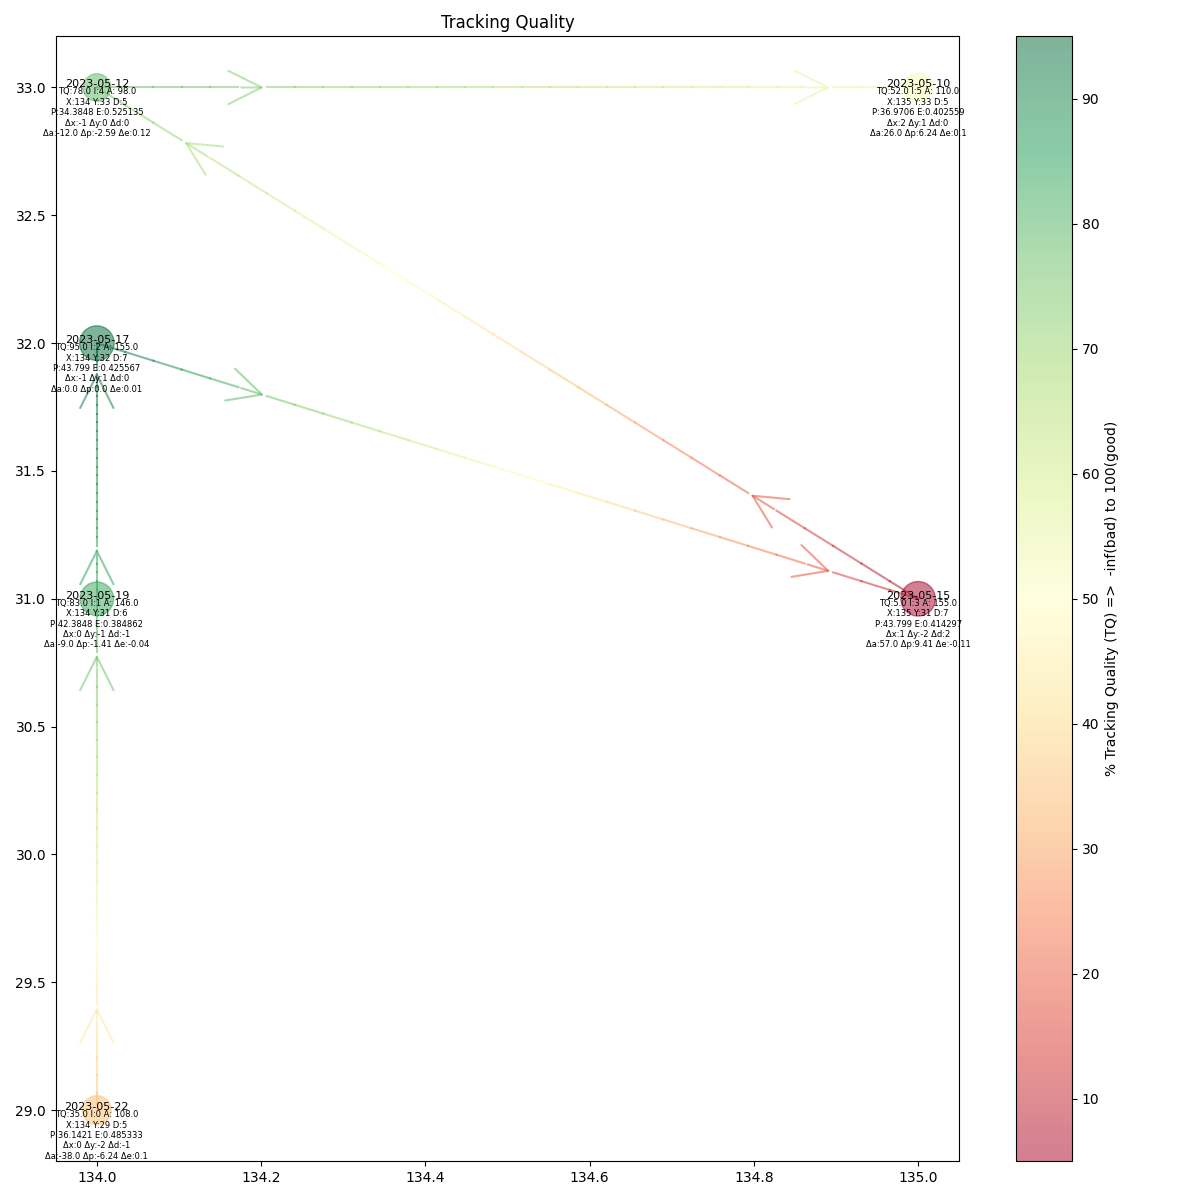 Tracking Quality
2023-05-12
TQ:78.0 I:4 A: 98.0
X:134 Y:33 D:5
P:34.3848 E:0.525135
Δx:-1 Δy:0 Δd:0
Δa:-12.0 Δp:-2.59 Δe:0.12
2023-05-10
TQ:52.0 I:5 A: 110.0
X:135 Y:33 D:5
P:36.9706 E:0.402559
Δx:2 Δy:1 Δd:0
Δa:26.0 Δp:6.24 Δe:0.1
2023-05-17
TQ:95.0 I:2 A: 155.0
X:134 Y:32 D:7
P:43.799 E:0.425567
Δx:-1 Δy:1 Δd:0
Δa:0.0 Δp:0.0 Δe:0.01
2023-05-19
TQ:83.0 I:1 A: 146.0
X:134 Y:31 D:6
P:42.3848 E:0.384862
Δx:0 Δy:-1 Δd:-1
Δa:-9.0 Δp:-1.41 Δe:-0.04
2023-05-15
TQ:5.0 I:3 A: 155.0
X:135 Y:31 D:7
P:43.799 E:0.414297
Δx:1 Δy:-2 Δd:2
Δa:57.0 Δp:9.41 Δe:-0.11
2023-05-22
TQ:35.0 I:0 A: 108.0
X:134 Y:29 D:5
P:36.1421 E:0.485333
Δx:0 Δy:-2 Δd:-1
Δa:-38.0 Δp:-6.24 Δe:0.1
33.0
32.5
32.0
31.5
31.0
30.5
30.0
29.5
29.0
134.0
134.2
134.4
134.6
134.8
135.0
90
80
70
60
50
40
30
20
10
% Tracking Quality (TQ) => -inf(bad) to 100(good)